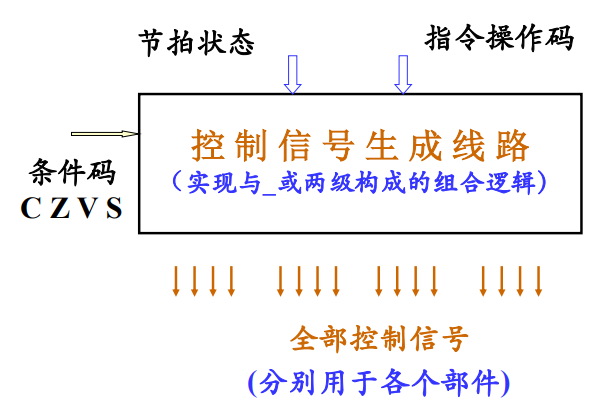 节拍状态
指令操作码
控制信号生成线路
（实现与_或两级构成的组合逻辑）
条件码
C Z V S
全部控制信号
(分别用于各个部件)